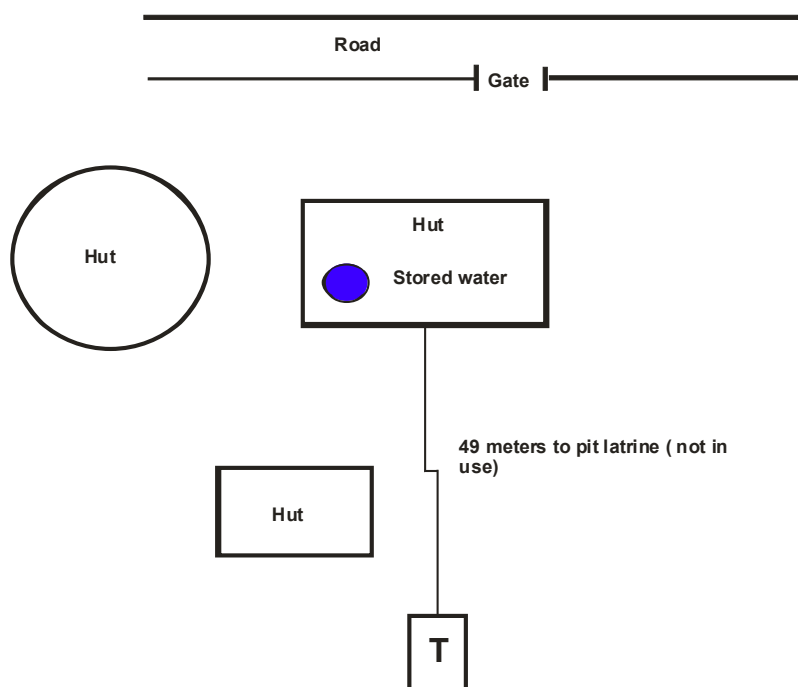 Road
Gate
Hut
Hut
Stored water
49 meters to pit latrine ( not in
use)
Hut
T